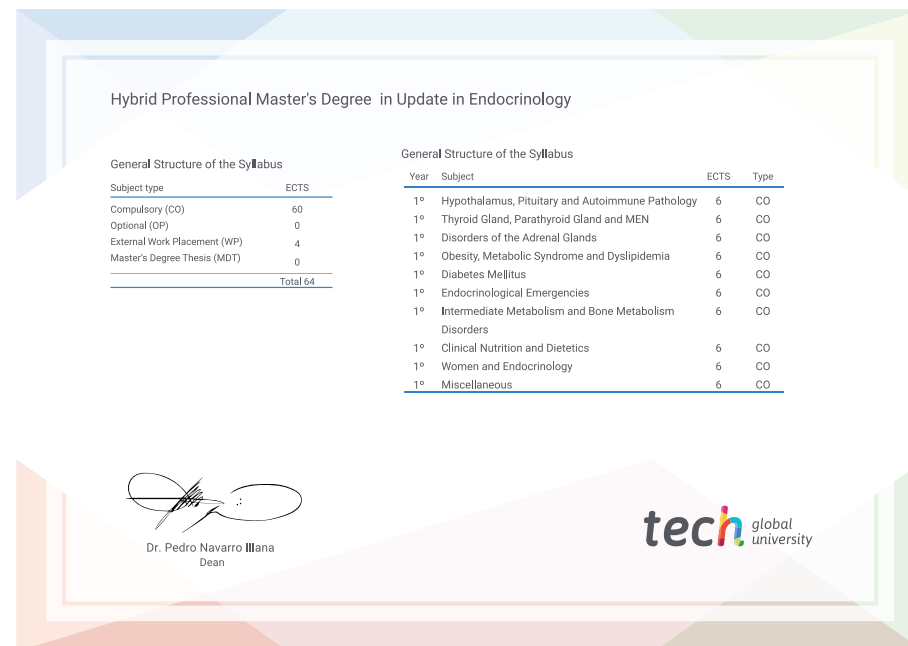 Hybrid Professional Master's Degree in Update in Endocrinology
General Structure of the Syllabus
Subject type ECTS
Compulsory (CO) 60
Optional (OP) 0
External Work Placement (WP) 4
Master's Degree Thesis (MDT) 0
Total 64
General Structure of the Syllabus
Year Subject ECTS Type
1º Hypothalamus, Pituitary and Autoimmune Pathology 6 CO
1º Thyroid Gland, Parathyroid Gland and MEN 6 CO
1º Disorders of the Adrenal Glands 6 CO
1º Obesity, Metabolic Syndrome and Dyslipidemia 6 CO
1º Diabetes Mellitus 6 CO
1º Endocrinological Emergencies 6 CO
1º Intermediate Metabolism and Bone Metabolism 6 CO
Disorders
1º Clinical Nutrition and Dietetics 6 CO
1º Women and Endocrinology 6 CO
1º Miscellaneous 6 CO
Dr. Pedro Navarro Illana
Dean
tech global
university